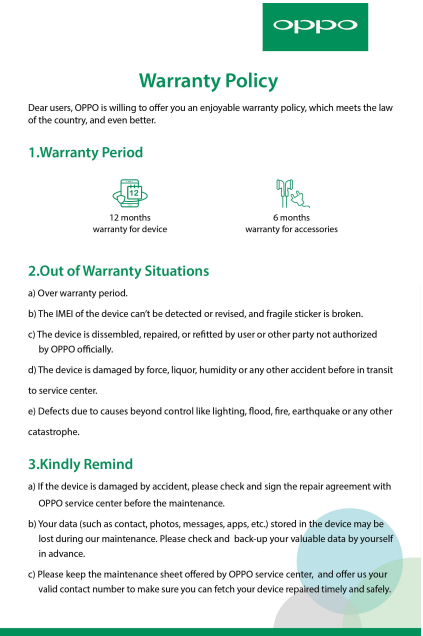 oppo
Warranty Policy
Dear users, OPPO is willing to offer you an enjoyable warranty policy, which meets the law
of the country, and even better.
1.Warranty Period
12
12 months
warranty for device
6 months
warranty for accessories
2.Out of Warranty Situations
a) Over warranty period.
b) The IMEI of the device can't be detected or revised, and fragile sticker is broken.
c) The device is dissembled, repaired, or refitted by user or other party not authorized
by OPPO officially.
d) The device is damaged by force, liquor, humidity or any other accident before in transit
to service center.
e) Defects due to causes beyond control like lighting, flood, fire, earthquake or any other
catastrophe.
3.Kindly Remind
a) If the device is damaged by accident, please check and sign the repair agreement with
OPPO service center before the maintenance.
b) Your data (such as contact, photos, messages, apps, etc.) stored in the device may be
lost during our maintenance. Please check and back-up your valuable data by yourself
in advance.
c) Please keep the maintenance sheet offered by OPPO service center, and offer us your
valid contact number to make sure you can fetch your device repaired timely and safely.